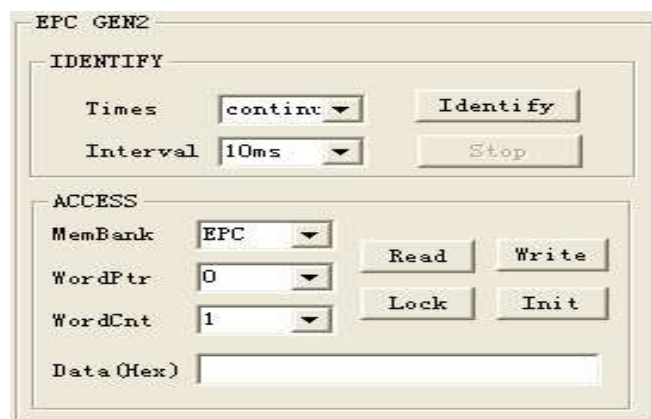 EPC GEN2
IDENTIFY
Times continu Identify
Interval 10ms Stop
ACCESS
MemBank EPC Read Write
WordPtr 0
WordCnt 1 Lock Init
Data(Hex)